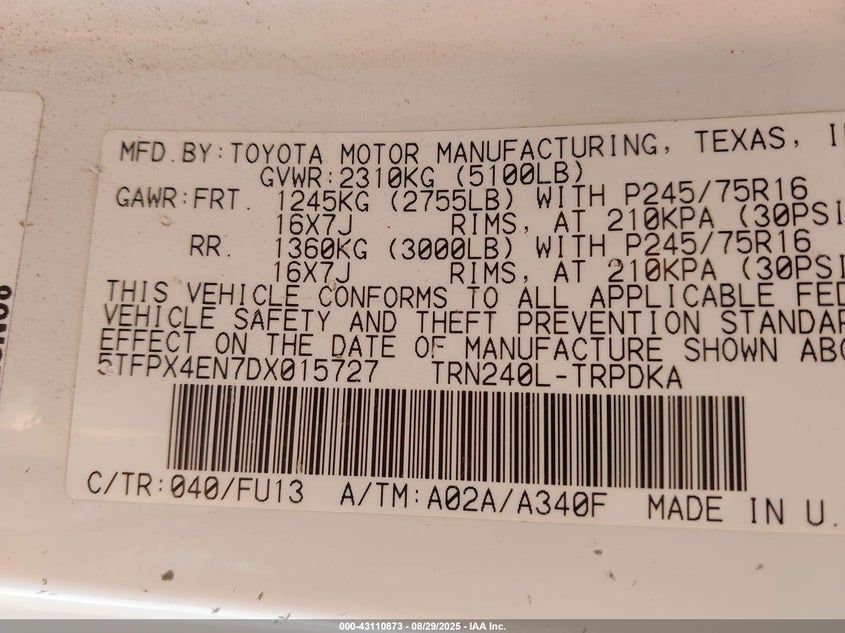 MFD.BY:TOYOTA MOTOR MANUFACTURING, TEXAS,
GVWR:2310KG (5100LB)
GAWR:FRT. 1245KG (2755LB) WITH P245/75R16
16X7J RIMS, AT 210KPA (30PSI
RR. 1360KG (3000LB) WITH P245/75R16
16X7J RIMS, AT 210KPA (30PSI
THIS VEHICLE CONFORMS TO ALL APPLICABLE FED
VEHICLE SAFETY AND THEFT PREVENTION STANDAR
EFFECT ON THE DATE OF MANUFACTURE SHOWN ABO
5TFPX4EN7DX015727 TRN240L-TRPDKA
C/TR:040/FU13 A/TM:A02A/A340F MADE IN U.
000-43110873 - 08/29/2025 - IAA Inc.